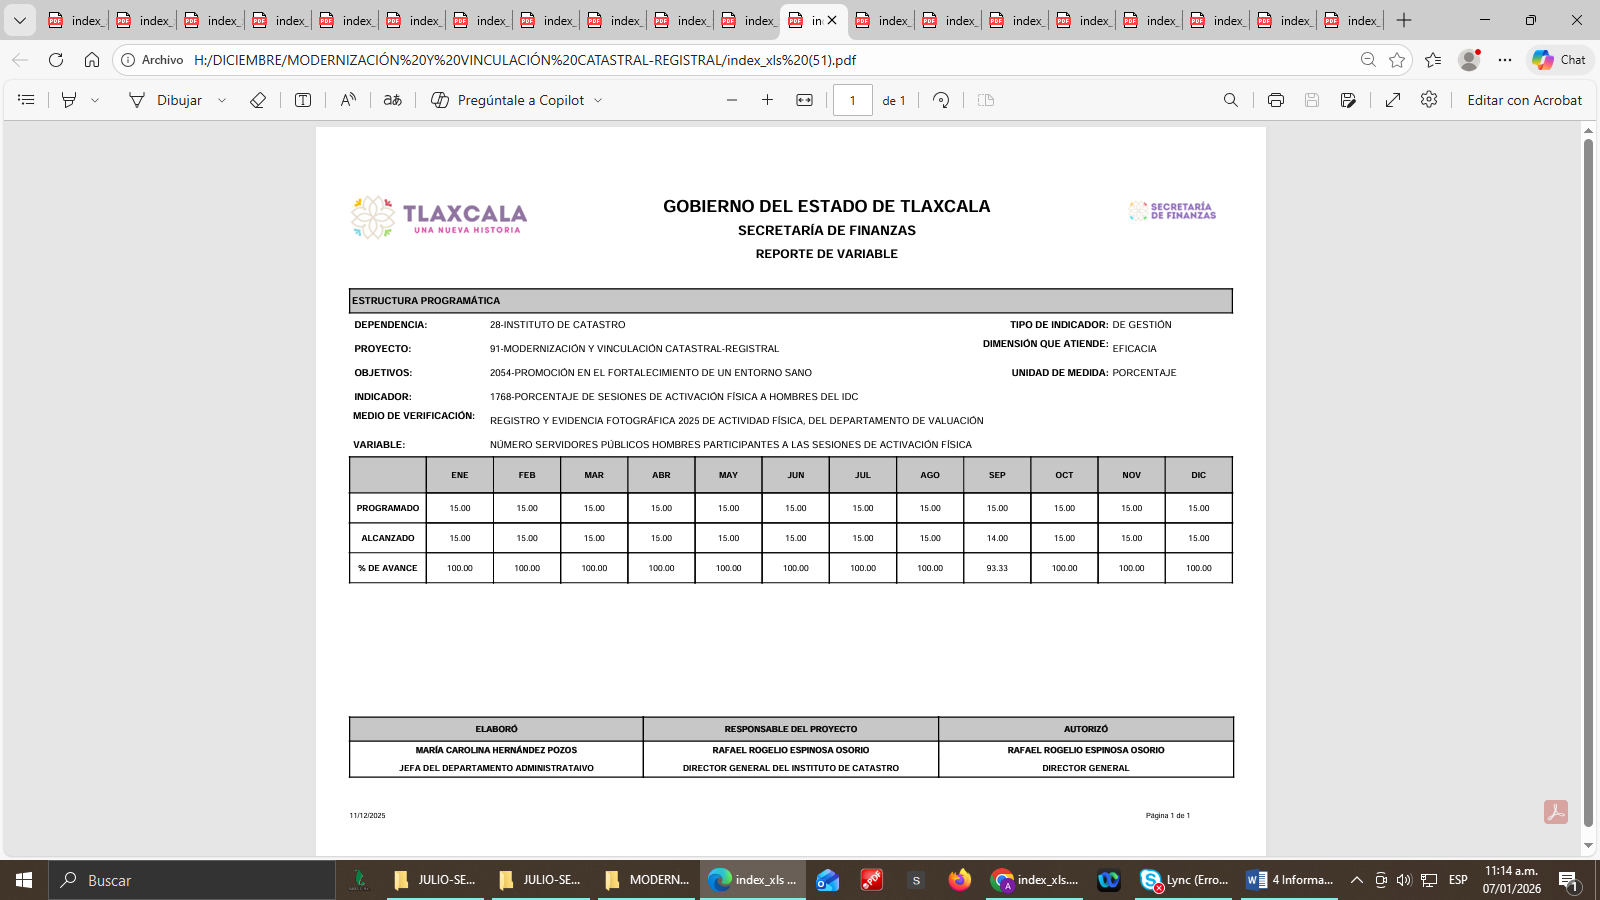 index_ index_ index_ index_ index_ index_ index_ index_ index_ index_ index_ in index_ index_ index_ index_ index_ index_ index_ index_
Archivo H:/DICIEMBRE/MODERNIZACIÓN%20Y%20VINCULACIÓN%20CATASTRAL-REGISTRAL/index_xls%20(51).pdf Chat
Dibujar Pregúntale a Copilot 1 de 1 Editar con Acrobat
TLAXCALA
UNA NUEVA HISTORIA
GOBIERNO DEL ESTADO DE TLAXCALA
SECRETARÍA DE FINANZAS
REPORTE DE VARIABLE
SECRETARÍA
DE FINANZAS
ESTRUCTURA PROGRAMÁTICA
DEPENDENCIA: 28-INSTITUTO DE CATASTRO TIPO DE INDICADOR: DE GESTIÓN
PROYECTO: 91-MODERNIZACIÓN Y VINCULACIÓN CATASTRAL-REGISTRAL DIMENSIÓN QUE ATIENDE: EFICACIA
OBJETIVOS: 2054-PROMOCIÓN EN EL FORTALECIMIENTO DE UN ENTORNO SANO UNIDAD DE MEDIDA: PORCENTAJE
INDICADOR: 1768-PORCENTAJE DE SESIONES DE ACTIVACIÓN FÍSICA A HOMBRES DEL IDC
MEDIO DE VERIFICACIÓN: REGISTRO Y EVIDENCIA FOTOGRÁFICA 2025 DE ACTIVIDAD FÍSICA, DEL DEPARTAMENTO DE VALUACIÓN
VARIABLE: NÚMERO SERVIDORES PÚBLICOS HOMBRES PARTICIPANTES A LAS SESIONES DE ACTIVACIÓN FÍSICA
ENE FEB MAR ABR MAY JUN JUL AGO SEP OCT NOV DIC
PROGRAMADO 15.00 15.00 15.00 15.00 15.00 15.00 15.00 15.00 15.00 15.00 15.00 15.00
ALCANZADO 15.00 15.00 15.00 15.00 15.00 15.00 15.00 15.00 14.00 15.00 15.00 15.00
% DE AVANCE 100.00 100.00 100.00 100.00 100.00 100.00 100.00 100.00 93.33 100.00 100.00 100.00
ELABORÓ RESPONSABLE DEL PROYECTO AUTORIZÓ
MARÍA CAROLINA HERNÁNDEZ POZOS RAFAEL ROGELIO ESPINOSA OSORIO RAFAEL ROGELIO ESPINOSA OSORIO
JEFA DEL DEPARTAMENTO ADMINISTRATAIVO DIRECTOR GENERAL DEL INSTITUTO DE CATASTRO DIRECTOR GENERAL
11/12/2025 Página 1 de 1
Buscar JULIO-SE... JULIO-SE... MODERN... index_xls ... index_xls.... Lync (Erro... 4 Informa... ESP 11:14 a.m.
07/01/2026 1